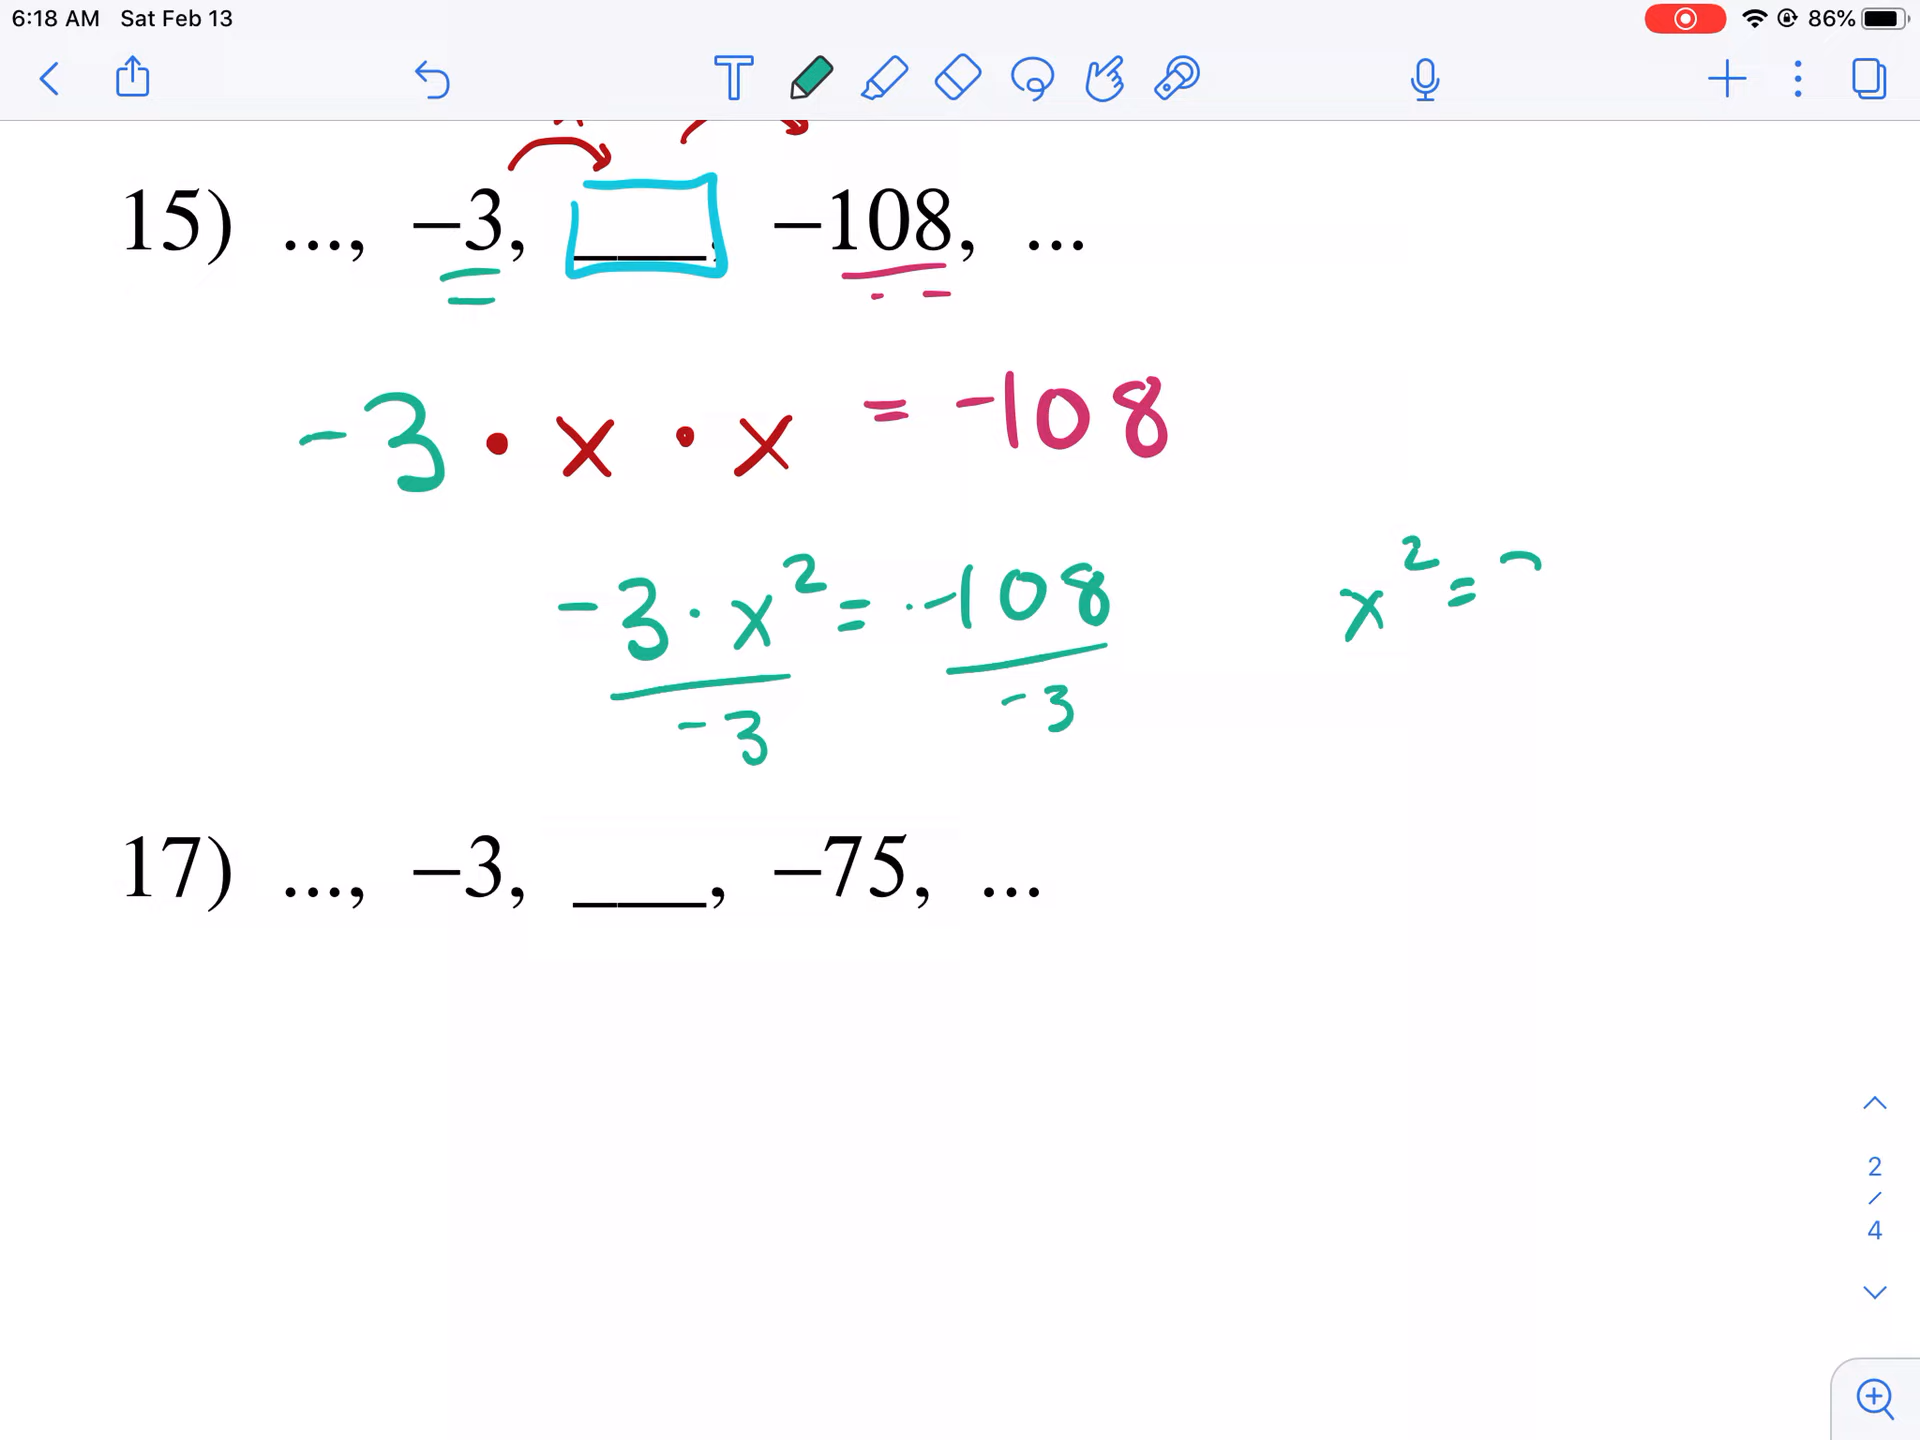 6:18 AM Sat Feb 13 86%
T
15) ..., −3, ____, −108, ...
-3 · x · x = -108
-3 · x² = -108 x² =
-3 -3
17) ..., −3, ____, −75, ...
2
/
4